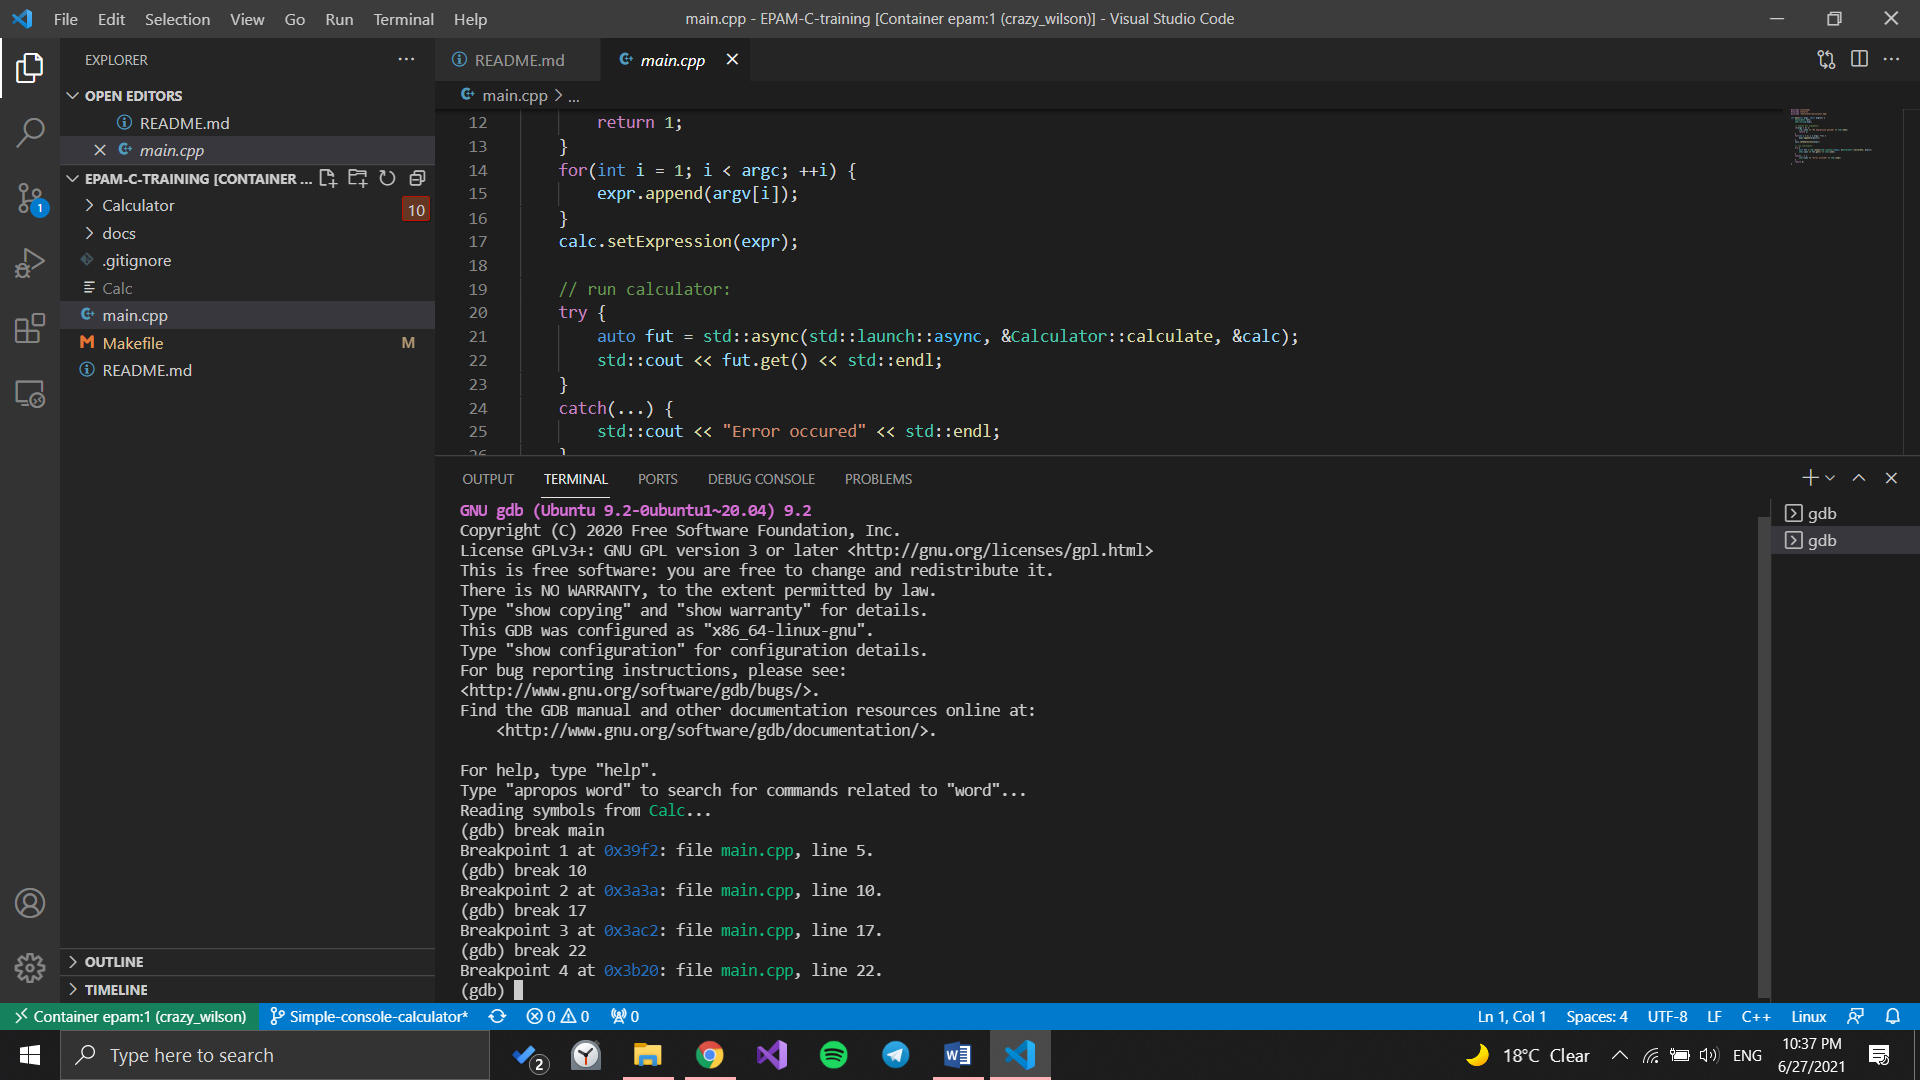 File Edit Selection View Go Run Terminal Help
main.cpp - EPAM-C-training [Container epam:1 (crazy_wilson)] - Visual Studio Code
EXPLORER
OPEN EDITORS
README.md
main.cpp
EPAM-C-TRAINING [CONTAINER ...
Calculator
10
docs
.gitignore
Calc
main.cpp
Makefile M
README.md
OUTLINE
TIMELINE
1
README.md main.cpp
main.cpp > ...
12 return 1;
13 }
14 for(int i = 1; i < argc; ++i) {
15 expr.append(argv[i]);
16 }
17 calc.setExpression(expr);
18
19 // run calculator:
20 try {
21 auto fut = std::async(std::launch::async, &Calculator::calculate, &calc);
22 std::cout << fut.get() << std::endl;
23 }
24 catch(...) {
25 std::cout << "Error occured" << std::endl;
26 }
OUTPUT TERMINAL PORTS DEBUG CONSOLE PROBLEMS
GNU gdb (Ubuntu 9.2-0ubuntu1~20.04) 9.2
Copyright (C) 2020 Free Software Foundation, Inc.
License GPLv3+: GNU GPL version 3 or later <http://gnu.org/licenses/gpl.html>
This is free software: you are free to change and redistribute it.
There is NO WARRANTY, to the extent permitted by law.
Type "show copying" and "show warranty" for details.
This GDB was configured as "x86_64-linux-gnu".
Type "show configuration" for configuration details.
For bug reporting instructions, please see:
<http://www.gnu.org/software/gdb/bugs/>.
Find the GDB manual and other documentation resources online at:
<http://www.gnu.org/software/gdb/documentation/>.
For help, type "help".
Type "apropos word" to search for commands related to "word"...
Reading symbols from Calc...
(gdb) break main
Breakpoint 1 at 0x39f2: file main.cpp, line 5.
(gdb) break 10
Breakpoint 2 at 0x3a3a: file main.cpp, line 10.
(gdb) break 17
Breakpoint 3 at 0x3ac2: file main.cpp, line 17.
(gdb) break 22
Breakpoint 4 at 0x3b20: file main.cpp, line 22.
(gdb)
gdb
gdb
Container epam:1 (crazy_wilson) Simple-console-calculator* 0 0 0 Ln 1, Col 1 Spaces: 4 UTF-8 LF C++ Linux
Type here to search 2 18°C Clear ENG
10:37 PM
6/27/2021